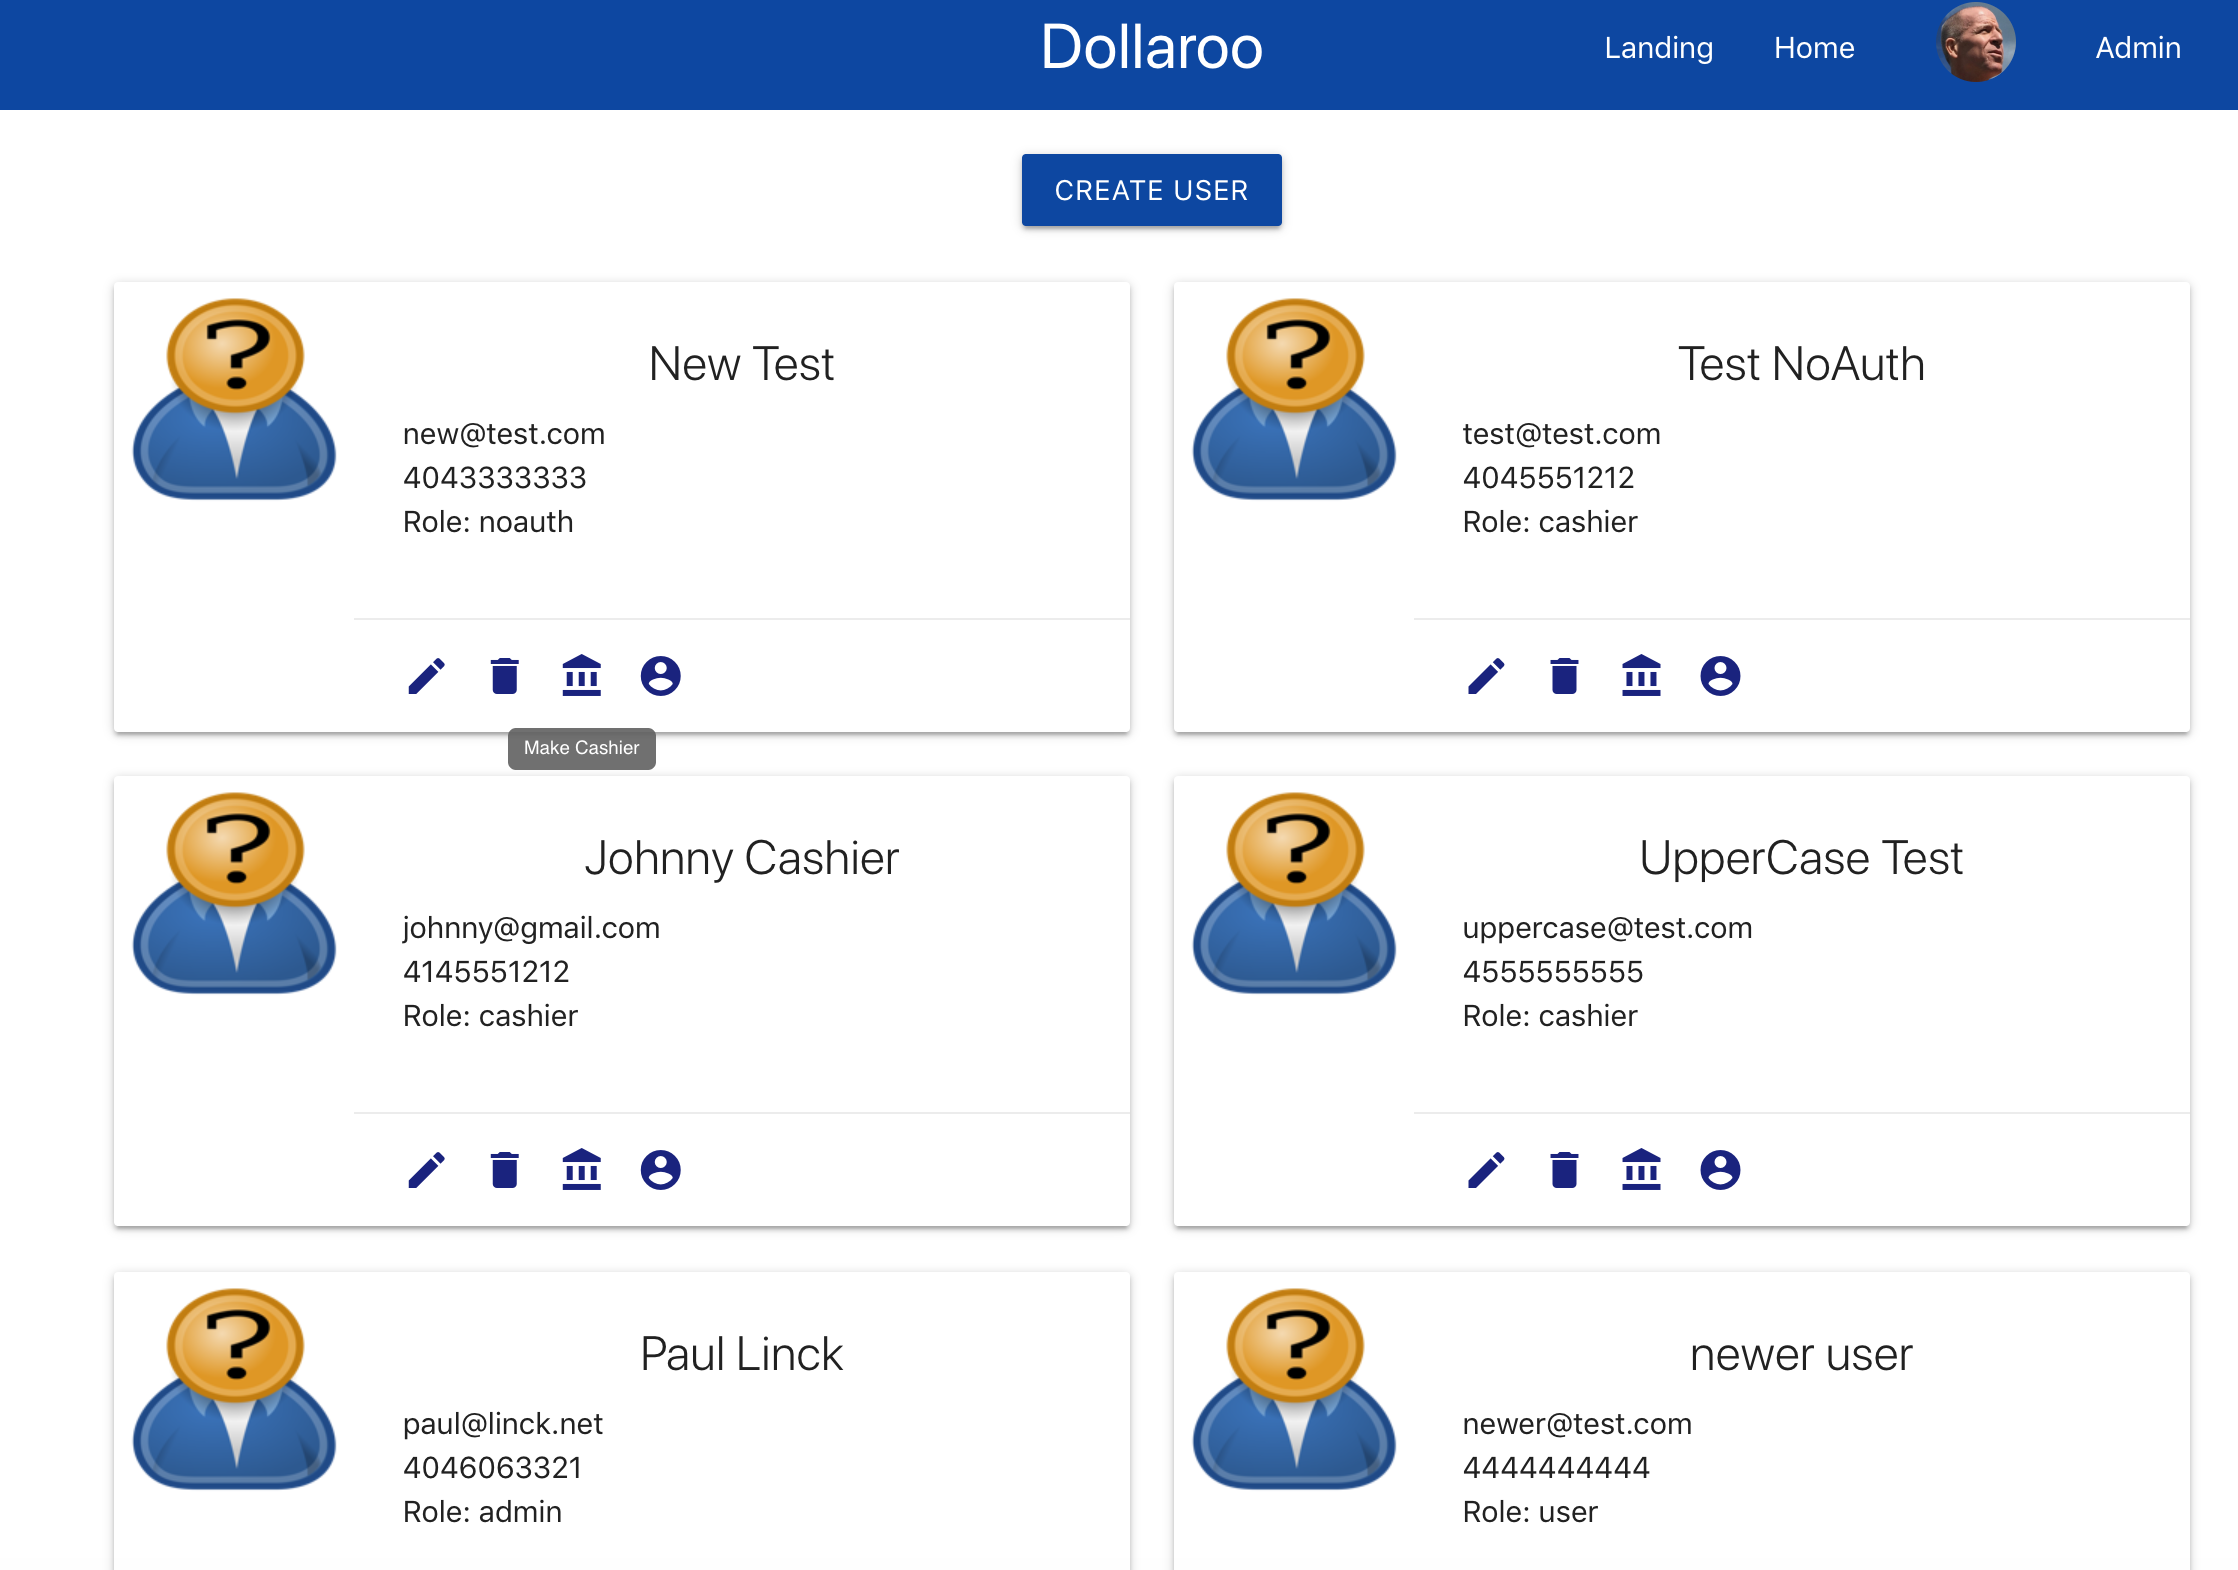 Dollaroo
Landing
Home
Admin
CREATE USER
New Test
new@test.com
4043333333
Role: noauth
Make Cashier
Test NoAuth
test@test.com
4045551212
Role: cashier
Johnny Cashier
johnny@gmail.com
4145551212
Role: cashier
UpperCase Test
uppercase@test.com
4555555555
Role: cashier
Paul Linck
paul@linck.net
4046063321
Role: admin
newer user
newer@test.com
4444444444
Role: user